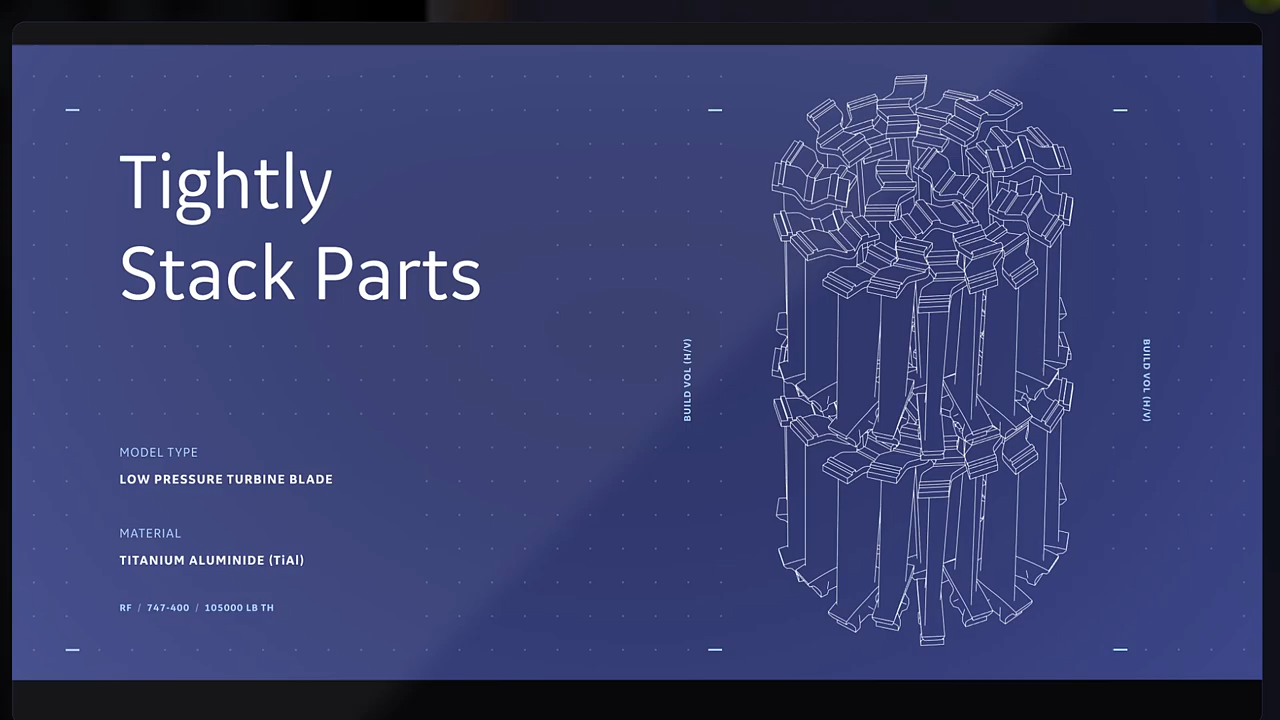 Tightly
Stack Parts
MODEL TYPE
LOW PRESSURE TURBINE BLADE
MATERIAL
TITANIUM ALUMINIDE (TiAl)
RF / 747-400 / 105000 LB TH
BUILD VOL (H/V)
BUILD VOL (H/V)